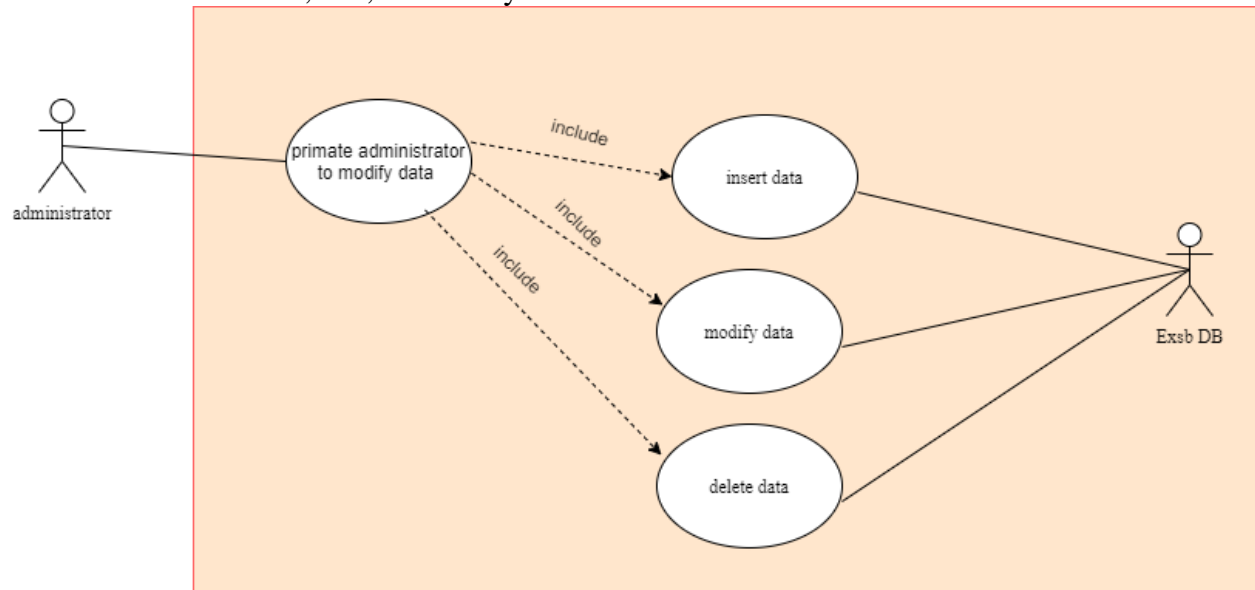 administrator
primate administrator
to modify data
include
include
include
insert data
modify data
delete data
Exsb DB